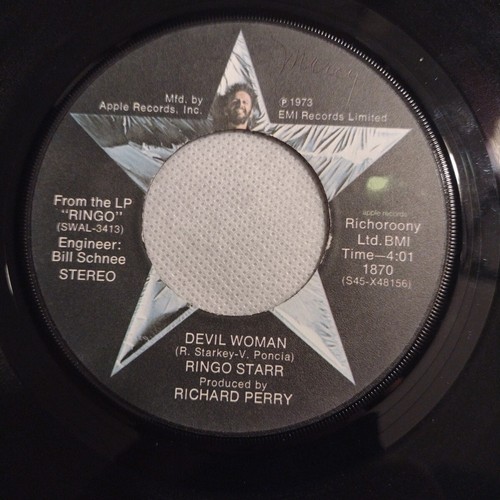 Mfd. by
Apple Records, Inc.
℗ 1973
EMI Records Limited
From the LP
"RINGO"
(SWAL-3413)
Engineer:
Bill Schnee
STEREO
apple records
Richoroony
Ltd. BMI
Time—4:01
1870
(S45-X48156)
DEVIL WOMAN
(R. Starkey-V. Poncia)
RINGO STARR
Produced by
RICHARD PERRY